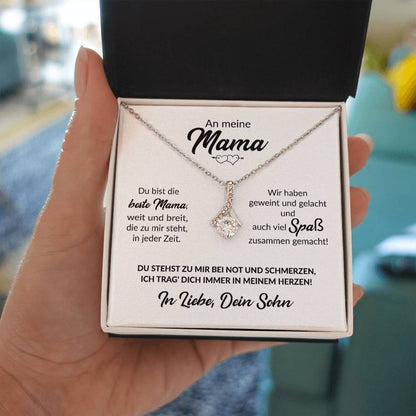 An meine
Mama
Du bist die
beste Mama,
weit und breit,
die zu mir steht,
in jeder Zeit.
Wir haben
geweint und gelacht
und
auch viel Spaß
zusammen gemacht!
DU STEHST ZU MIR BEI NOT UND SCHMERZEN,
ICH TRAG' DICH IMMER IN MEINEM HERZEN!
In Liebe, Dein Sohn